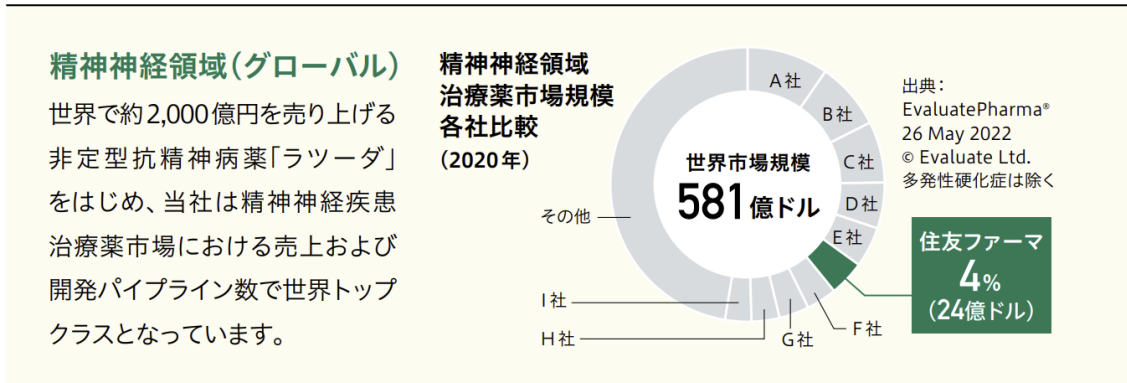 精神神経領域(グローバル)
世界で約2,000億円を売り上げる
非定型抗精神病薬「ラツーダ」
をはじめ、当社は精神神経疾患
治療薬市場における売上および
開発パイプライン数で世界トップ
クラスとなっています。
精神神経領域
治療薬市場規模
各社比較
(2020年)
A社
B社
C社
D社
E社
住友ファーマ
4%
(24億ドル)
F社
G社
H社
I社
その他
世界市場規模
581億ドル
出典:
EvaluatePharma®
26 May 2022
© Evaluate Ltd.
多発性硬化症は除く